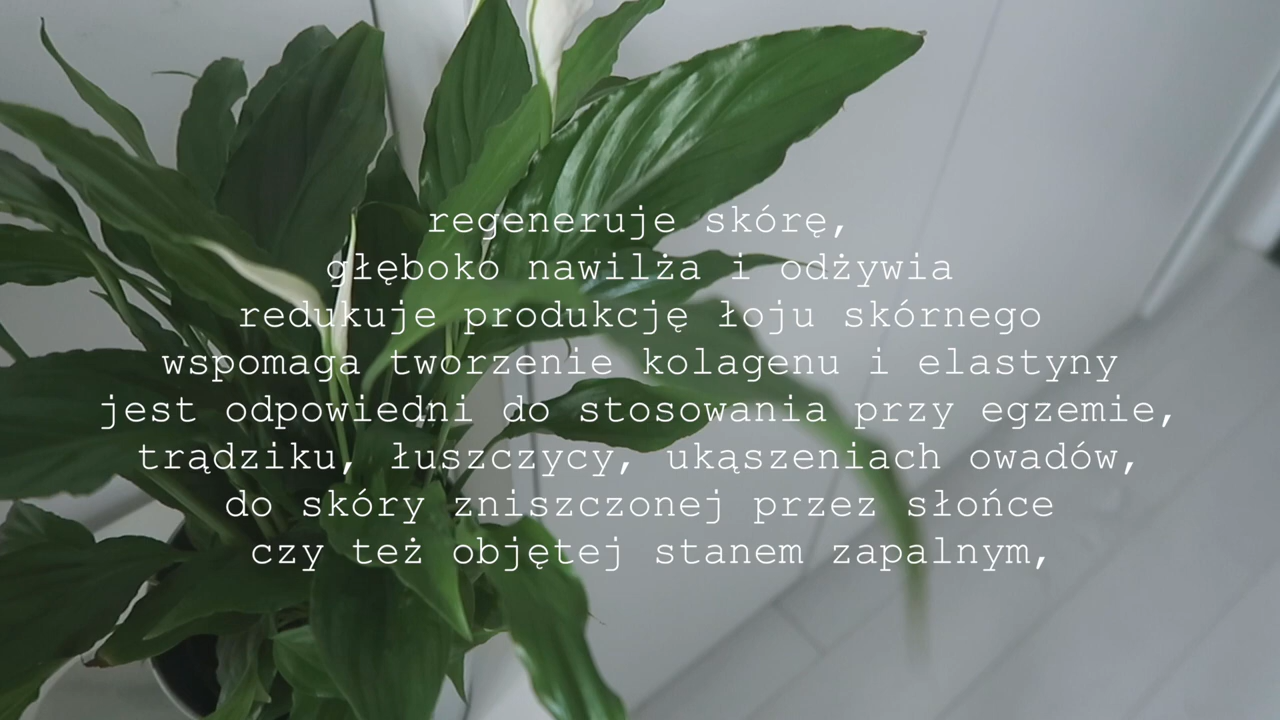 regeneruje skórę,
głęboko nawilża i odżywia
redukuje produkcję łoju skórnego
wspomaga tworzenie kolagenu i elastyny
jest odpowiedni do stosowania przy egzemie,
trądziku, łuszczycy, ukąszeniach owadów,
do skóry zniszczonej przez słońce
czy też objętej stanem zapalnym,